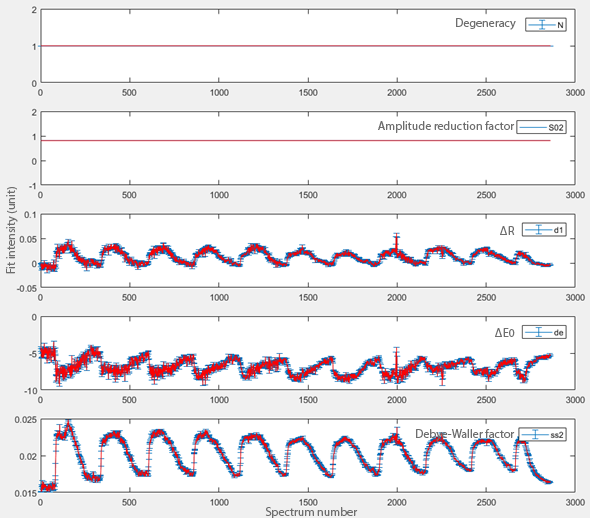 2
1
0
Degeneracy
N
0 500 1000 1500 2000 2500 3000
2
1
0
-1
Amplitude reduction factor
S02
0 500 1000 1500 2000 2500 3000
Fit intensity (unit)
0.1
0.05
0
-0.05
ΔR
d1
0 500 1000 1500 2000 2500 3000
0
-5
-10
ΔE0
de
0 500 1000 1500 2000 2500 3000
0.025
0.02
0.015
Debye-Waller factor
ss2
0 500 1000 1500 2000 2500 3000
Spectrum number